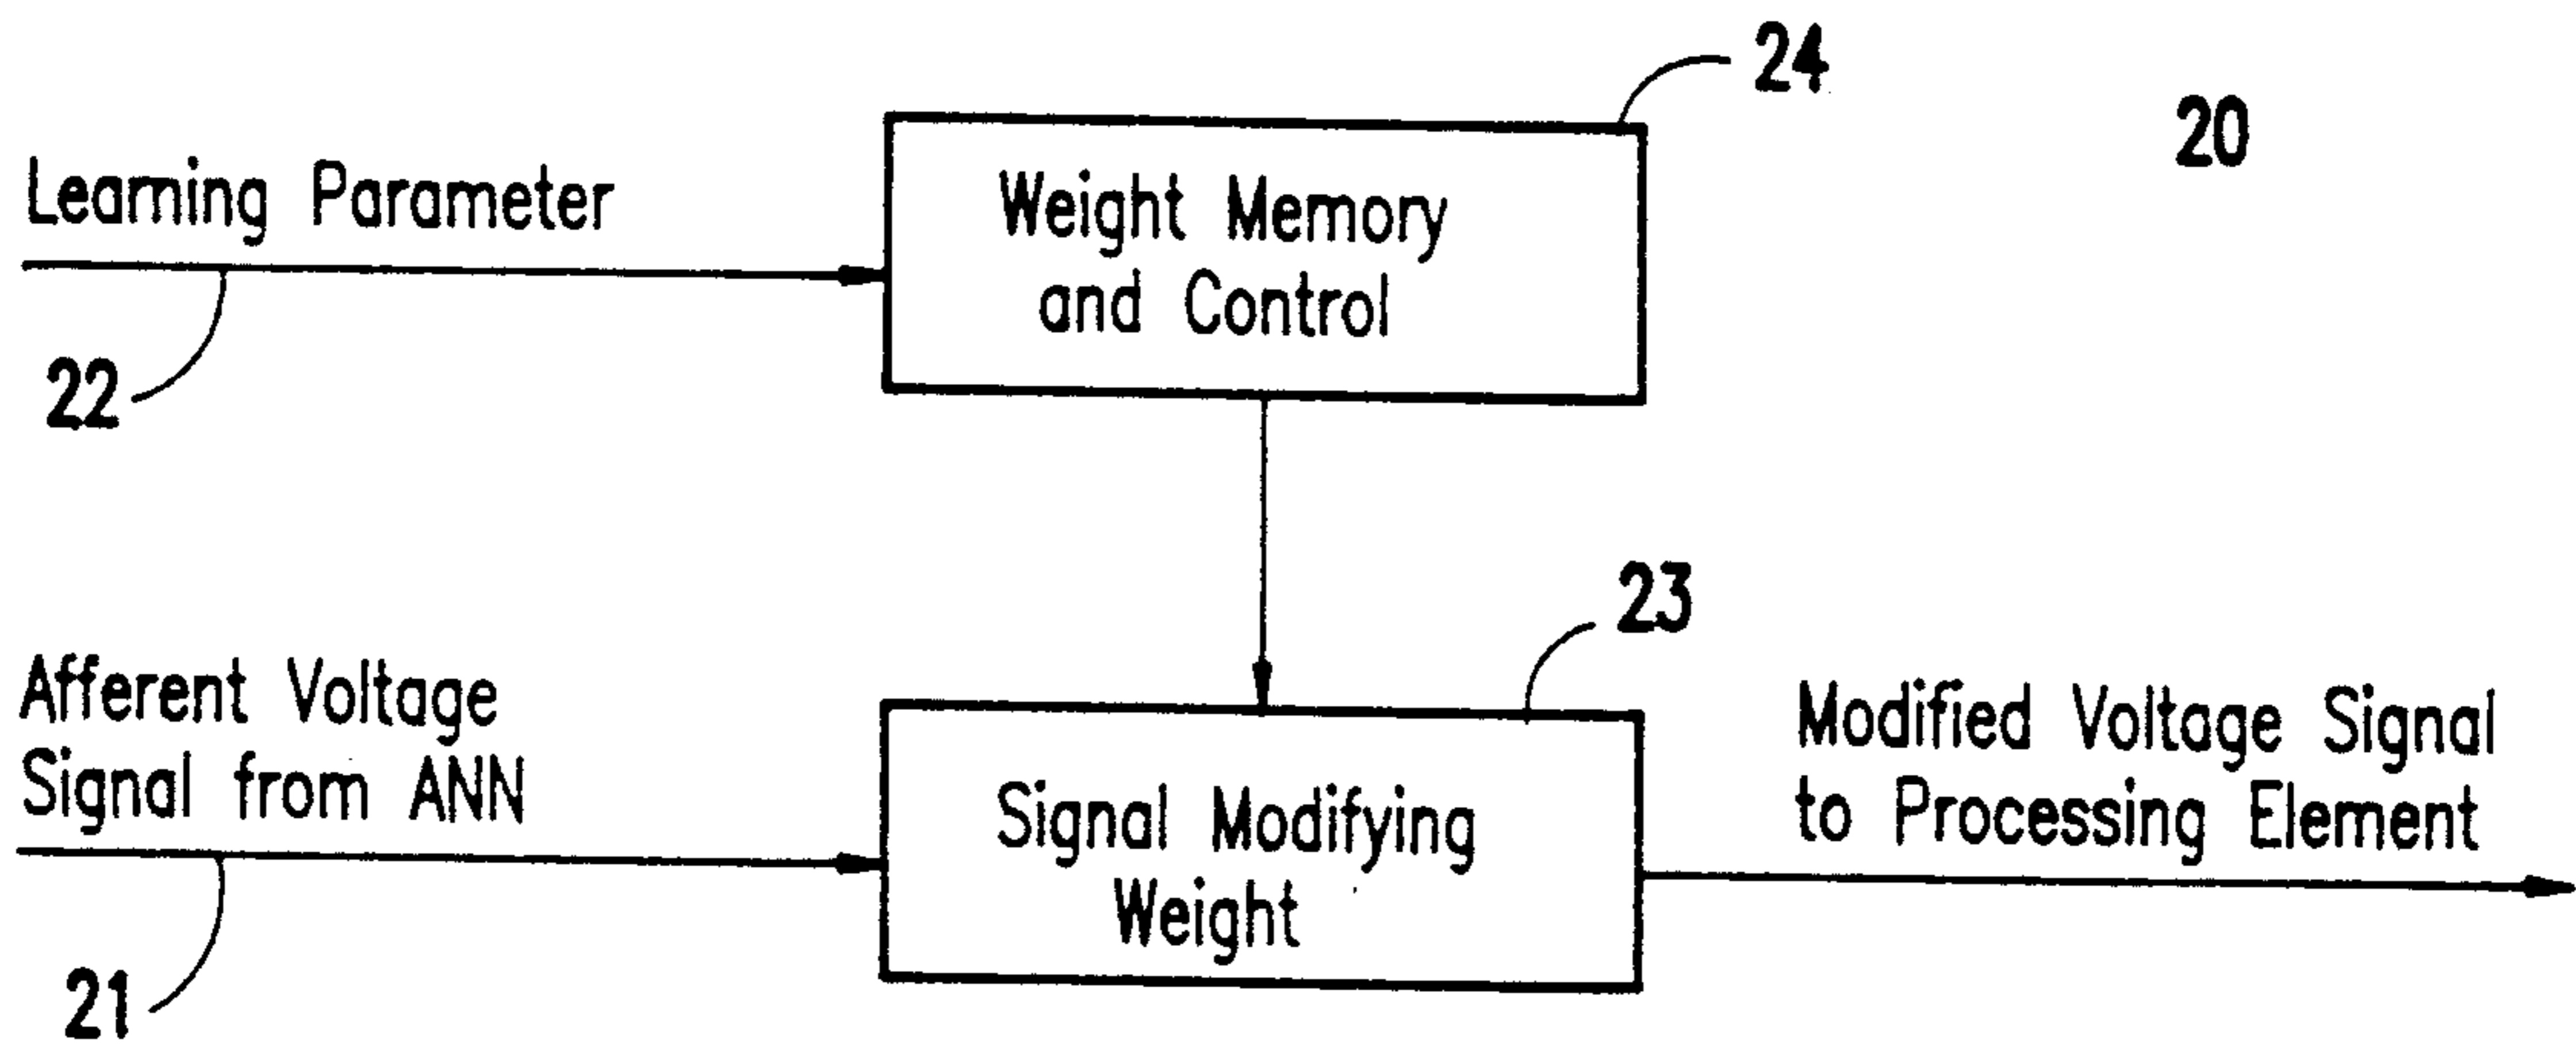 24
20
Learning Parameter
Weight Memory
and Control
22
23
Afferent Voltage
Signal from ANN
Signal Modifying
Weight
Modified Voltage Signal
to Processing Element
21